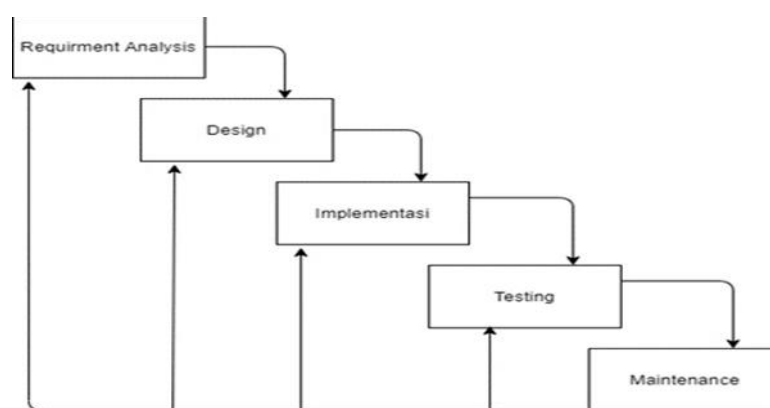 Requirment Analysis
Design
Implementasi
Testing
Maintenance